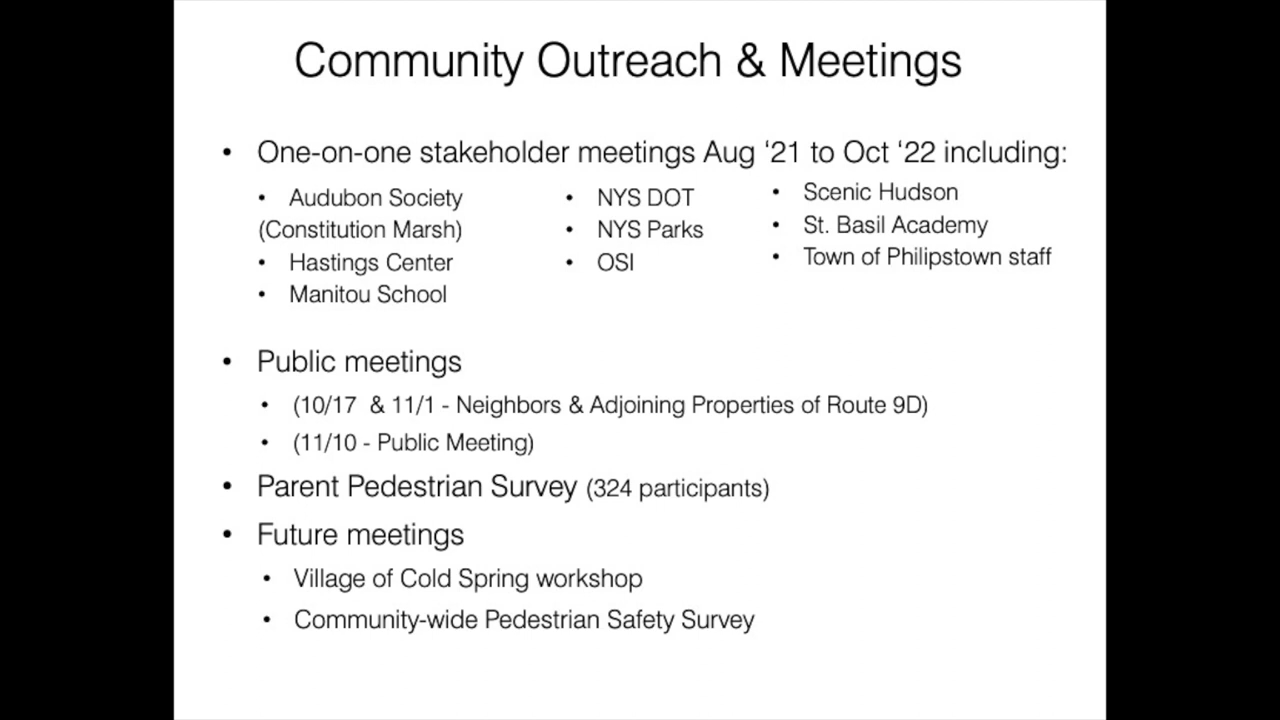 Community Outreach & Meetings
• One-on-one stakeholder meetings Aug ‘21 to Oct ‘22 including:
• Audubon Society
(Constitution Marsh)
• Hastings Center
• Manitou School
• NYS DOT
• NYS Parks
• OSI
• Scenic Hudson
• St. Basil Academy
• Town of Philipstown staff
• Public meetings
• (10/17 & 11/1 - Neighbors & Adjoining Properties of Route 9D)
• (11/10 - Public Meeting)
• Parent Pedestrian Survey (324 participants)
• Future meetings
• Village of Cold Spring workshop
• Community-wide Pedestrian Safety Survey